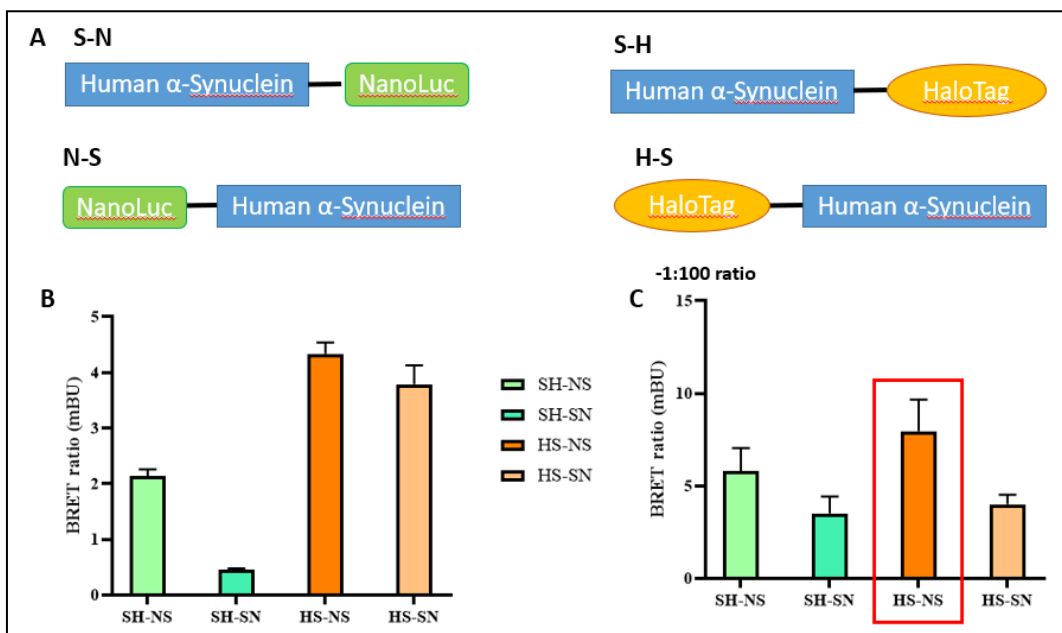 A S-N
Human α-Synuclein NanoLuc
S-H
Human α-Synuclein HaloTag
N-S
NanoLuc Human α-Synuclein
H-S
HaloTag Human α-Synuclein
B
BRET ratio (mBU)
5
4
3
2
1
0
SH-NS SH-SN HS-NS HS-SN
SH-NS
SH-SN
HS-NS
HS-SN
-1:100 ratio
C
BRET ratio (mBU)
15
10
5
0
SH-NS SH-SN HS-NS HS-SN